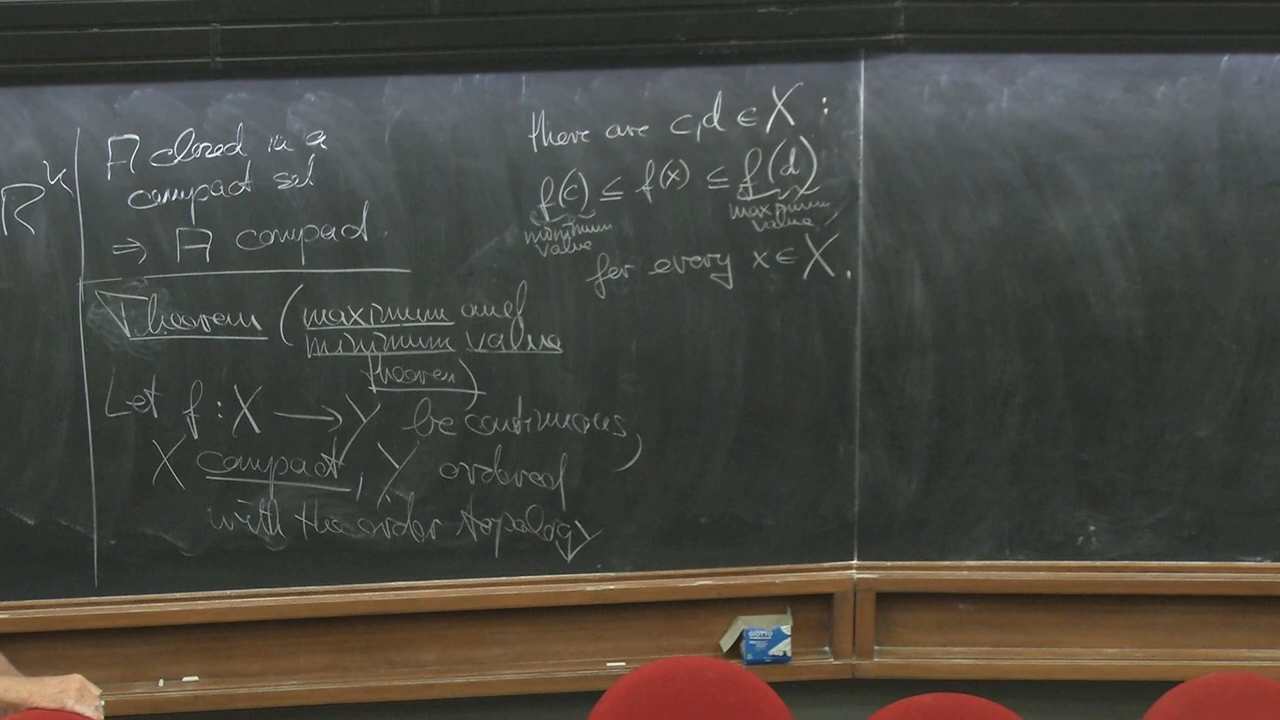 R^n
A closed in a
compact set
⇒ A compact.
Theorem (maximum and
minimum value
theorem)
Let f : X → Y be continuous,
X compact, Y ordered
with the order topology
there are c,d ∈ X :
f(c) ≤ f(x) ≤ f(d)
minimum value
maximum value
for every x ∈ X.
GIOTTO